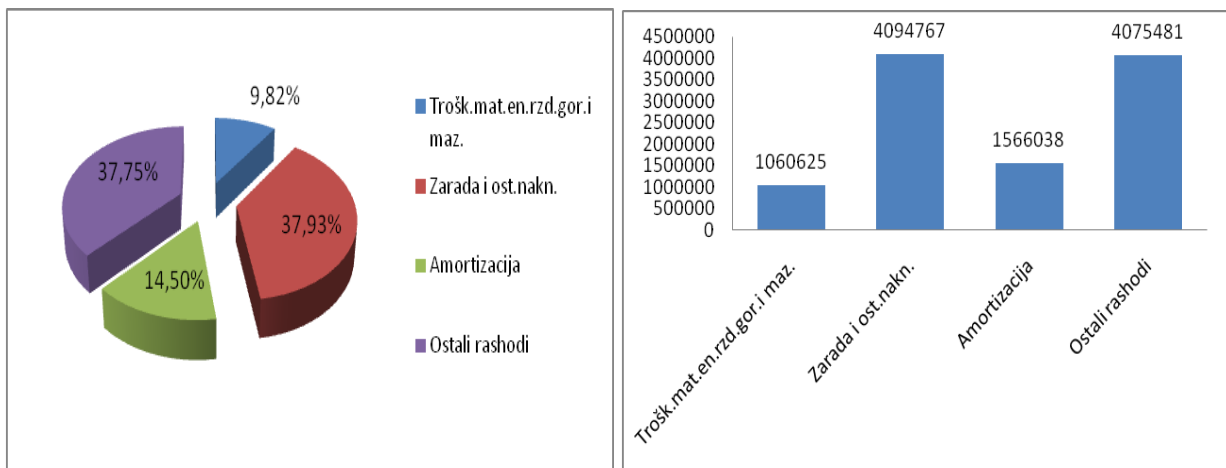 9,82%
37,93%
14,50%
37,75%
Trošk.mat.en.rzd.gor.i
maz.
Zarada i ost.nakn.
Amortizacija
Ostali rashodi
4500000
4000000
3500000
3000000
2500000
2000000
1500000
1000000
500000
0
1060625
4094767
1566038
4075481
Trošk.mat.en.rzd.gor.i maz.
Zarada i ost.nakn.
Amortizacija
Ostali rashodi